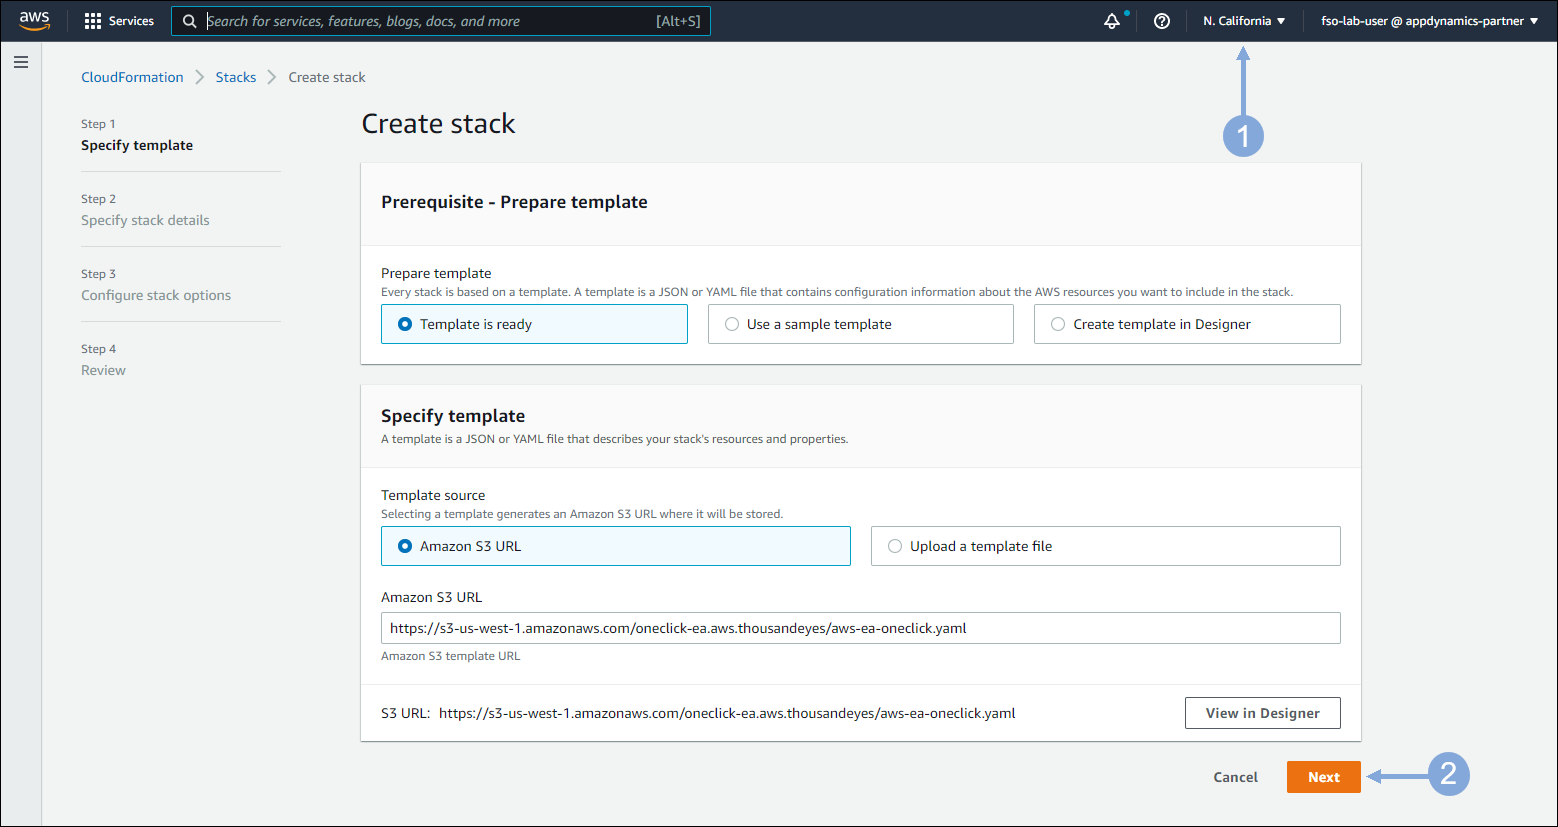 aws
Services
Search for services, features, blogs, docs, and more
[Alt+S]
N. California
fso-lab-user @ appdynamics-partner
CloudFormation
Stacks
Create stack
Step 1
Specify template
Step 2
Specify stack details
Step 3
Configure stack options
Step 4
Review
Create stack
1
Prerequisite - Prepare template
Prepare template
Every stack is based on a template. A template is a JSON or YAML file that contains configuration information about the AWS resources you want to include in the stack.
Template is ready
Use a sample template
Create template in Designer
Specify template
A template is a JSON or YAML file that describes your stack's resources and properties.
Template source
Selecting a template generates an Amazon S3 URL where it will be stored.
Amazon S3 URL
Upload a template file
Amazon S3 URL
https://s3-us-west-1.amazonaws.com/oneclick-ea.aws.thousandeyes/aws-ea-oneclick.yaml
Amazon S3 template URL
S3 URL: https://s3-us-west-1.amazonaws.com/oneclick-ea.aws.thousandeyes/aws-ea-oneclick.yaml
View in Designer
Cancel
Next
2